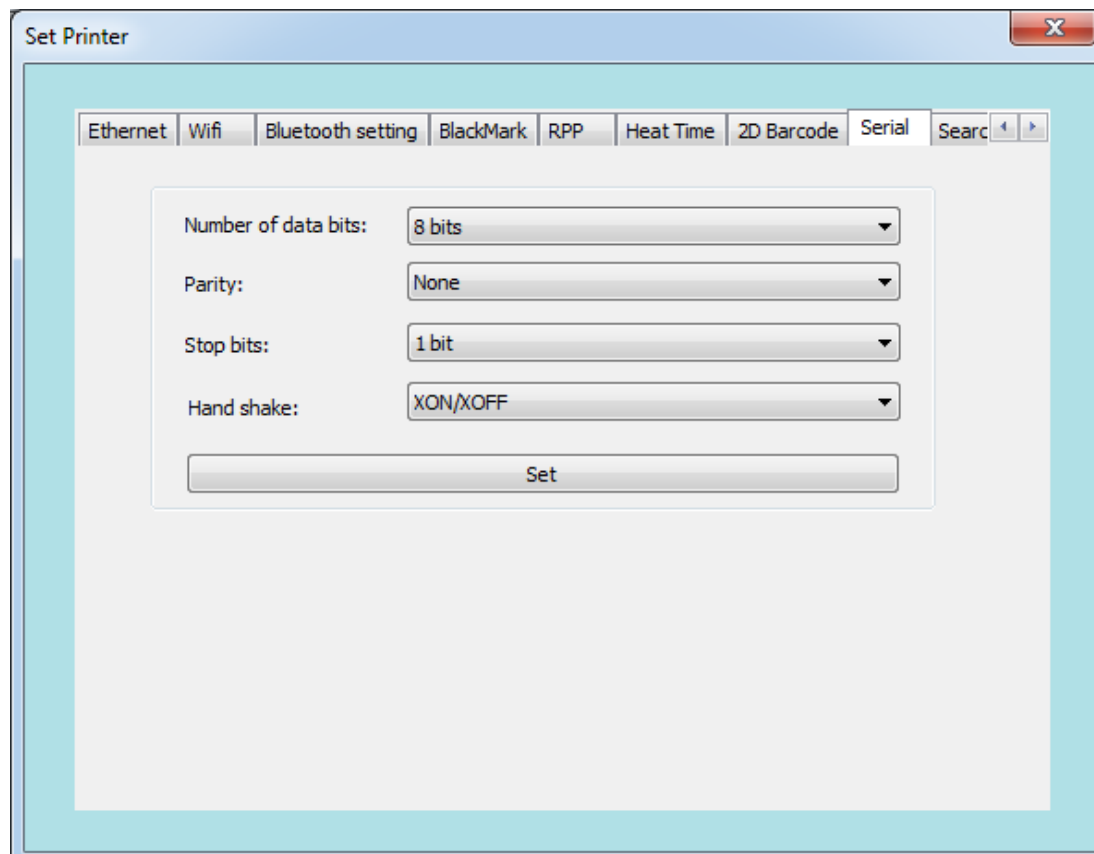 Set Printer
Ethernet Wifi Bluetooth setting BlackMark RPP Heat Time 2D Barcode Serial Searc
Number of data bits: 8 bits
Parity: None
Stop bits: 1 bit
Hand shake: XON/XOFF
Set